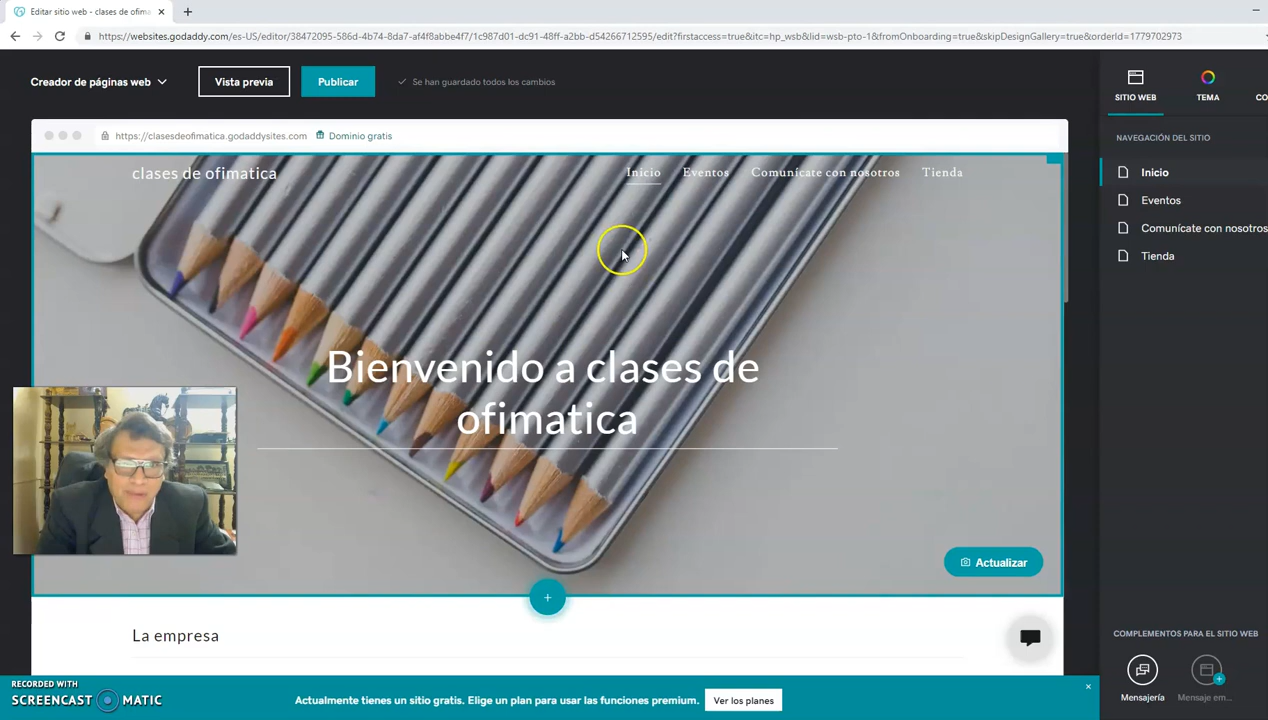 Editar sitio web - clases de ofima
https://websites.godaddy.com/es-US/editor/38472095-586d-4b74-8da7-af4f8abbe4f7/1c987d01-dc91-48ff-a2bb-d54266712595/edit?firstaccess=true&itc=hp_wsb&lid=wsb-pto-1&fromOnboarding=true&skipDesignGallery=true&orderId=1779702973
Creador de páginas web
Vista previa
Publicar
Se han guardado todos los cambios
SITIO WEB
TEMA
CO
https://clasesdeofimatica.godaddysites.com
Dominio gratis
NAVEGACIÓN DEL SITIO
Inicio
Eventos
Comunícate con nosotros
Tienda
clases de ofimatica
Inicio Eventos Comunícate con nosotros Tienda
Bienvenido a clases de
ofimatica
Actualizar
La empresa
COMPLEMENTOS PARA EL SITIO WEB
Mensajería
Mensaje em...
RECORDED WITH
SCREENCAST MATIC
Actualmente tienes un sitio gratis. Elige un plan para usar las funciones premium.
Ver los planes